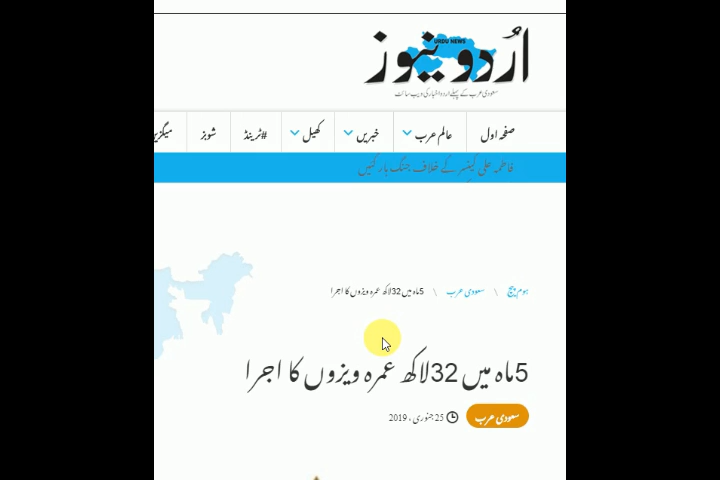 اُردو نیوز
URDU NEWS
سعودی عرب کے پہلے اردو اخبار کی ویب سائٹ
صفحہ اول عالم عرب خبریں کھیل #ٹرینڈ شوبز میگزین
فاطمہ علی کینسر کے خلاف جنگ ہار گئیں
ہوم پیج \ سعودی عرب \ 5ماہ میں 32لاکھ عمرہ ویزوں کا اجرا
5ماہ میں 32لاکھ عمرہ ویزوں کا اجرا
سعودی عرب 25 جنوری ، 2019